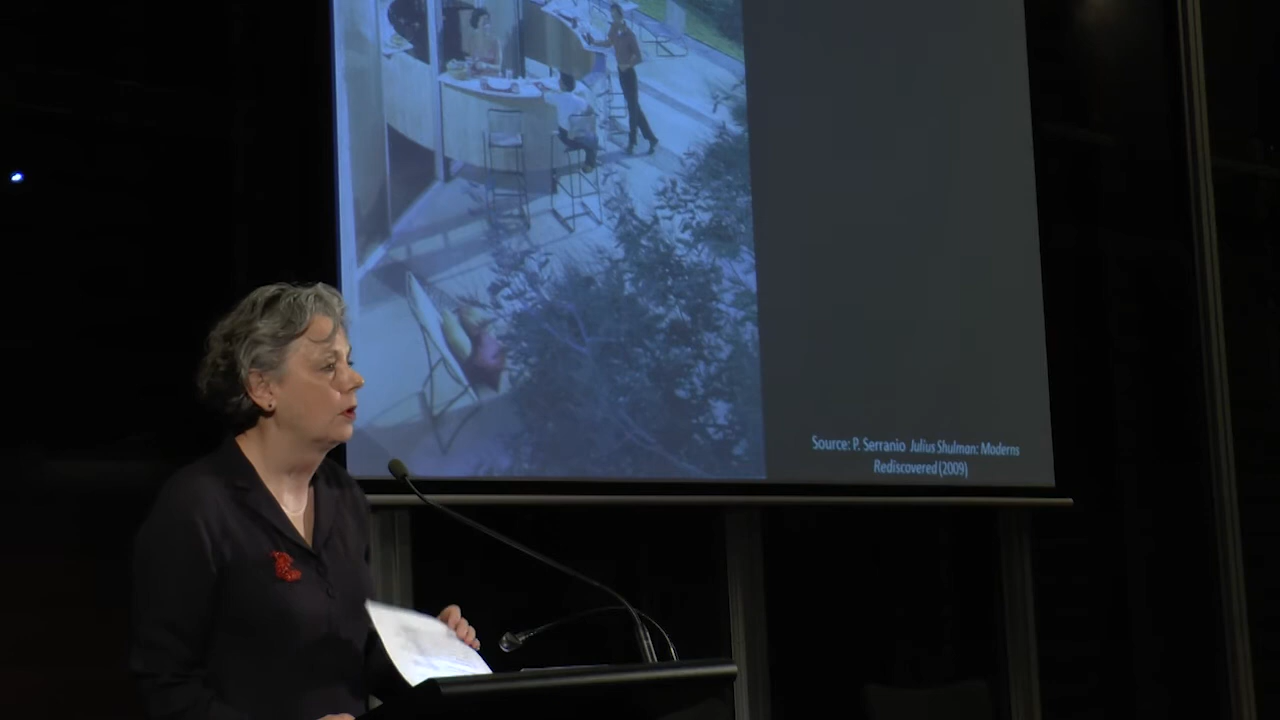 Source: P. Serranio Julius Shulman: Moderns
Rediscovered (2009)